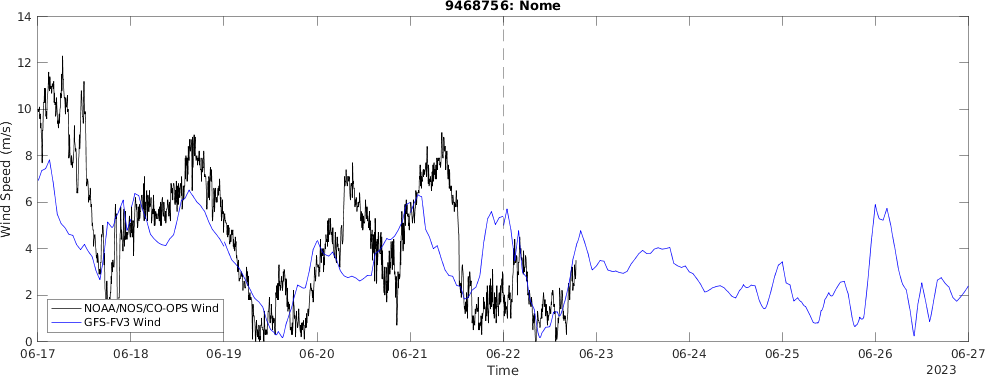 9468756: Nome
14
12
10
8
6
4
2
0
Wind Speed (m/s)
NOAA/NOS/CO-OPS Wind
GFS-FV3 Wind
06-17 06-18 06-19 06-20 06-21 06-22 06-23 06-24 06-25 06-26 06-27
Time
2023